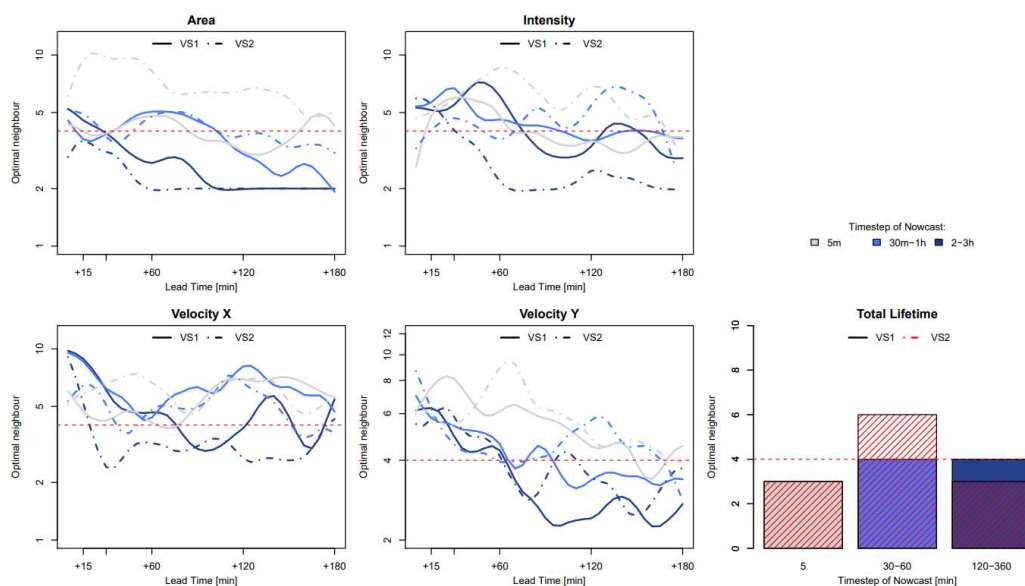 Area
VS1 VS2
Optimal neighbour
10
5
2
1
+15 +60 +120 +180
Lead Time [min]
Intensity
VS1 VS2
Optimal neighbour
10
5
2
1
+15 +60 +120 +180
Lead Time [min]
Timestep of Nowcast:
5m 30m−1h 2−3h
Velocity X
VS1 VS2
Optimal neighbour
10
5
2
1
+15 +60 +120 +180
Lead Time [min]
Velocity Y
VS1 VS2
Optimal neighbour
12
10
8
6
4
2
+15 +60 +120 +180
Lead Time [min]
Total Lifetime
VS1 VS2
Optimal neighbour
10
8
6
4
2
0
5 30−60 120−360
Timestep of Nowcast [min]